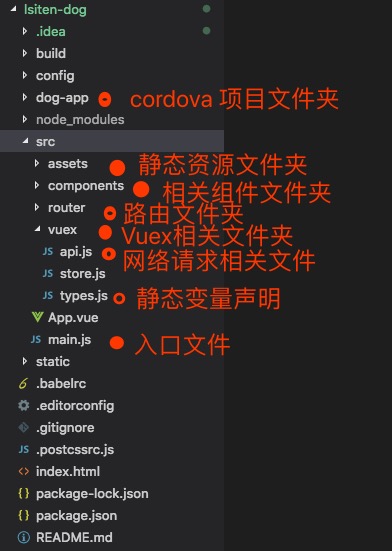 lsiten-dog
.idea
build
config
dog-app cordova 项目文件夹
node_modules
src
assets 静态资源文件夹
components 相关组件文件夹
router 路由文件夹
vuex Vuex相关文件夹
JS api.js 网络请求相关文件
JS store.js
JS types.js 静态变量声明
App.vue
JS main.js 入口文件
static
.babelrc
.editorconfig
.gitignore
JS .postcssrc.js
<> index.html
{} package-lock.json
{} package.json
README.md